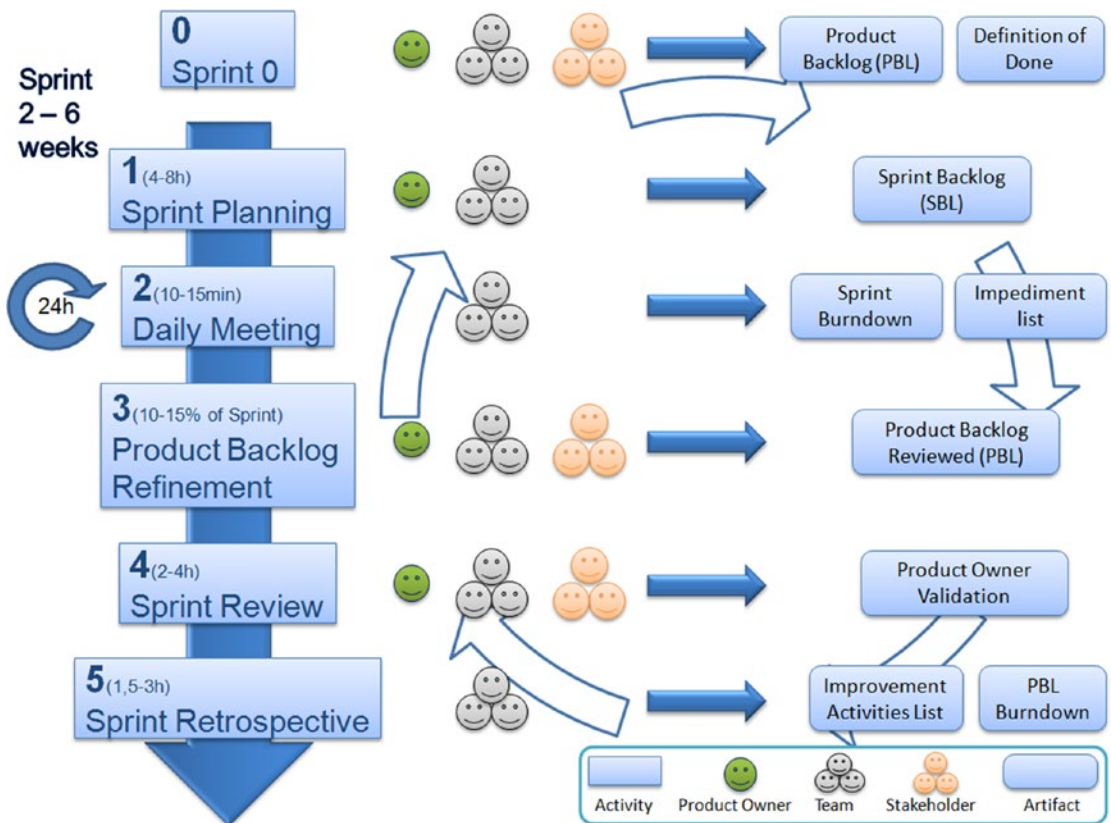 0
Sprint 0
Sprint
2 – 6
weeks
Product
Backlog (PBL)
Definition of
Done
1 (4-8h)
Sprint Planning
Sprint Backlog
(SBL)
24h
2 (10-15min)
Daily Meeting
Sprint
Burndown
Impediment
list
3 (10-15% of Sprint)
Product Backlog
Refinement
Product Backlog
Reviewed (PBL)
4 (2-4h)
Sprint Review
Product Owner
Validation
5 (1,5-3h)
Sprint Retrospective
Improvement
Activities List
PBL
Burndown
Activity
Product Owner
Team
Stakeholder
Artifact